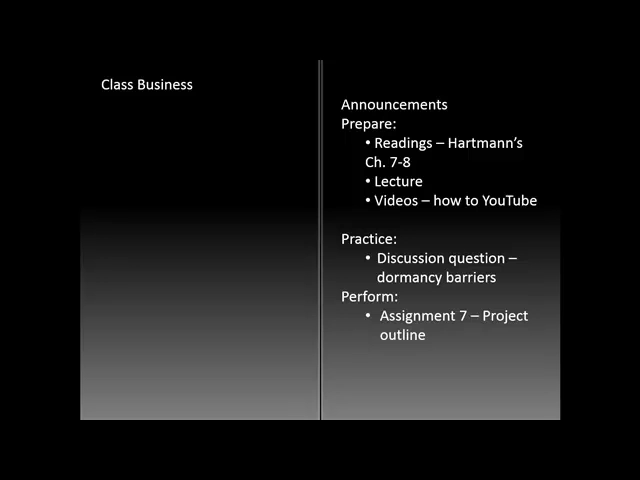 Class Business
Announcements
Prepare:
• Readings – Hartmann's
Ch. 7-8
• Lecture
• Videos – how to YouTube
Practice:
• Discussion question –
dormancy barriers
Perform:
• Assignment 7 – Project
outline